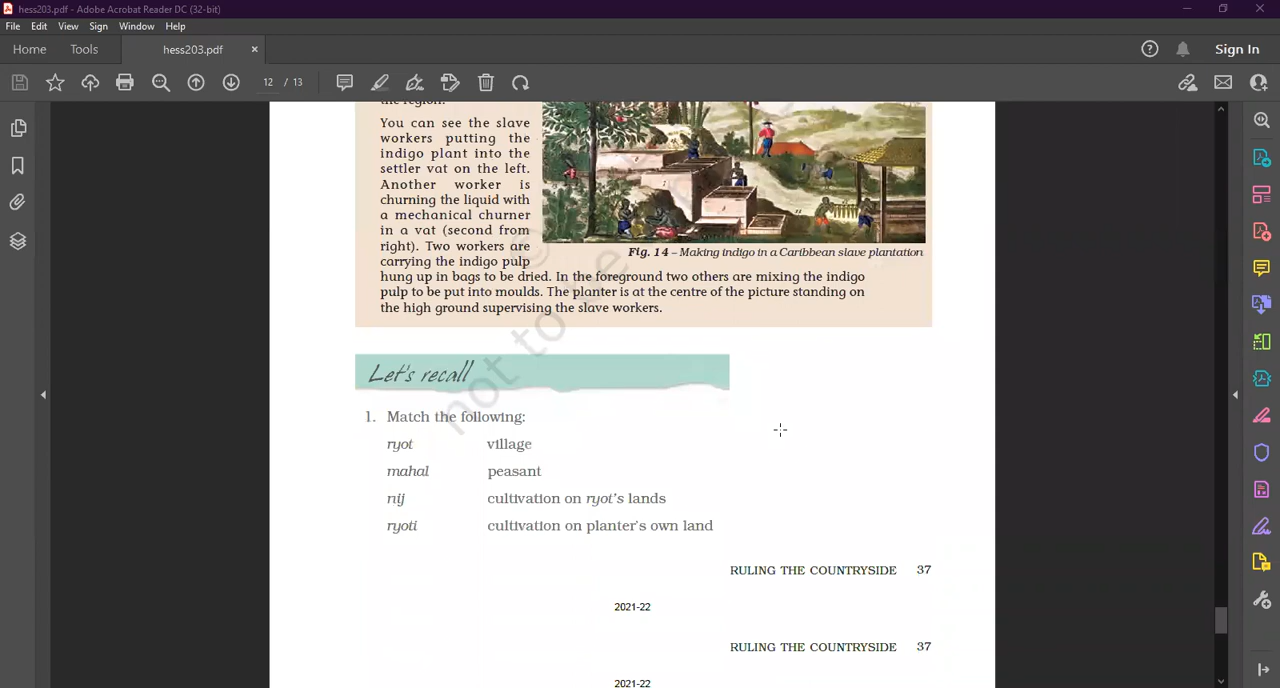 hess203.pdf - Adobe Acrobat Reader DC (32-bit)
File Edit View Sign Window Help
Home Tools hess203.pdf × Sign In
12 / 13
the region.
You can see the slave
workers putting the
indigo plant into the
settler vat on the left.
Another worker is
churning the liquid with
a mechanical churner
in a vat (second from
right). Two workers are
carrying the indigo pulp
Fig. 14 – Making indigo in a Caribbean slave plantation
hung up in bags to be dried. In the foreground two others are mixing the indigo
pulp to be put into moulds. The planter is at the centre of the picture standing on
the high ground supervising the slave workers.
not to be
Let's recall
1. Match the following:
ryot village
mahal peasant
nij cultivation on ryot's lands
ryoti cultivation on planter's own land
RULING THE COUNTRYSIDE 37
2021-22
RULING THE COUNTRYSIDE 37
2021-22